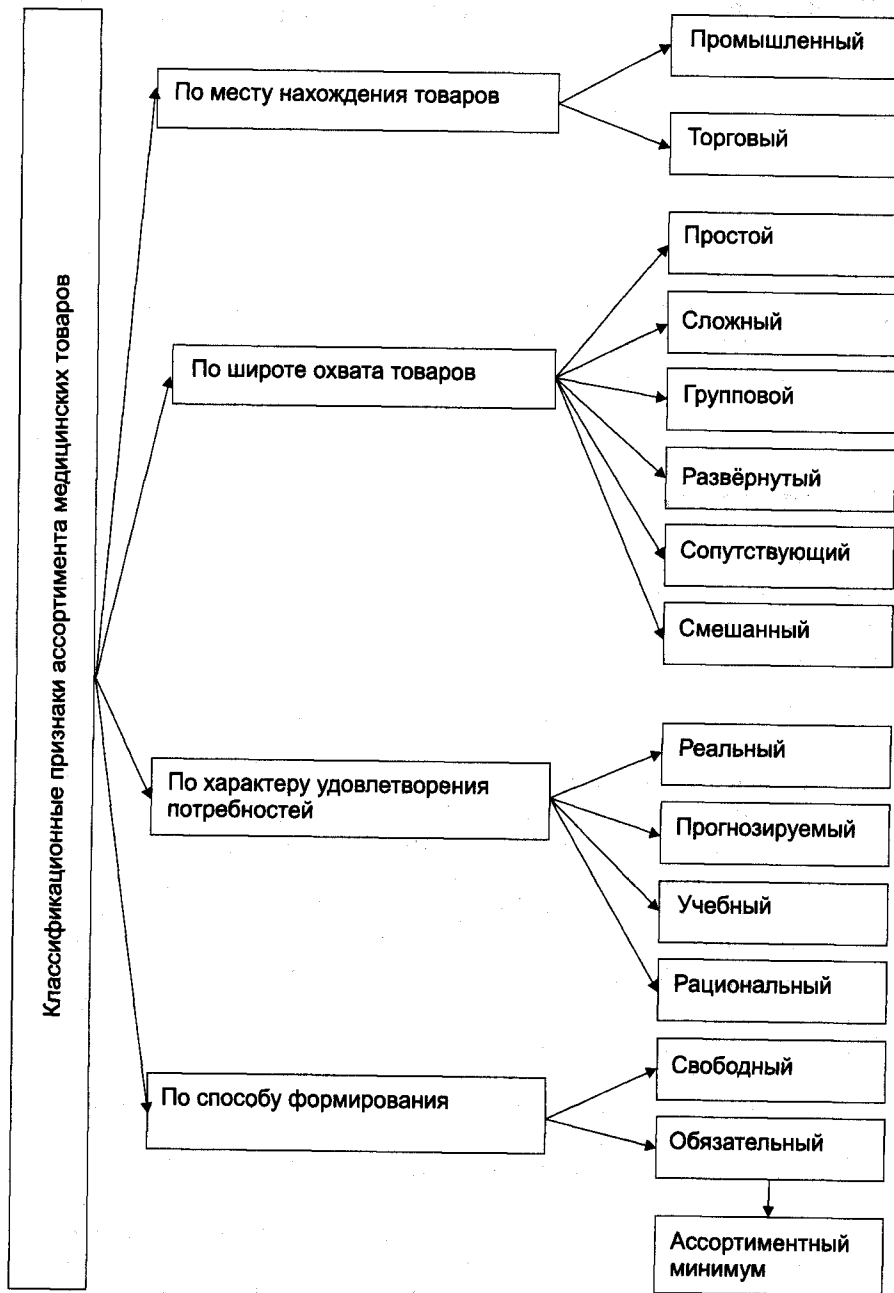 Классификационные признаки ассортимента медицинских товаров
По месту нахождения товаров
Промышленный
Торговый
По широте охвата товаров
Простой
Сложный
Групповой
Развёрнутый
Сопутствующий
Смешанный
По характеру удовлетворения
потребностей
Реальный
Прогнозируемый
Учебный
Рациональный
По способу формирования
Свободный
Обязательный
Ассортиментный
минимум